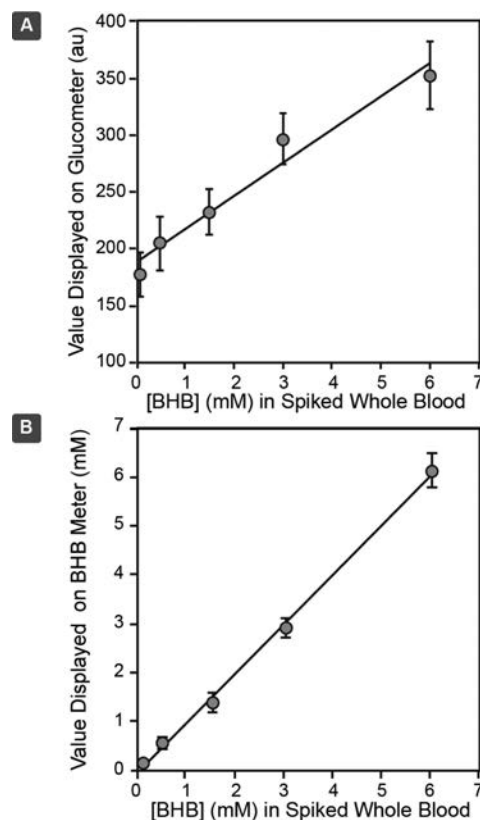 A
Value Displayed on Glucometer (au)
400
350
300
250
200
150
100
0 1 2 3 4 5 6 7
[BHB] (mM) in Spiked Whole Blood
B
Value Displayed on BHB Meter (mM)
7
6
5
4
3
2
1
0
0 1 2 3 4 5 6 7
[BHB] (mM) in Spiked Whole Blood